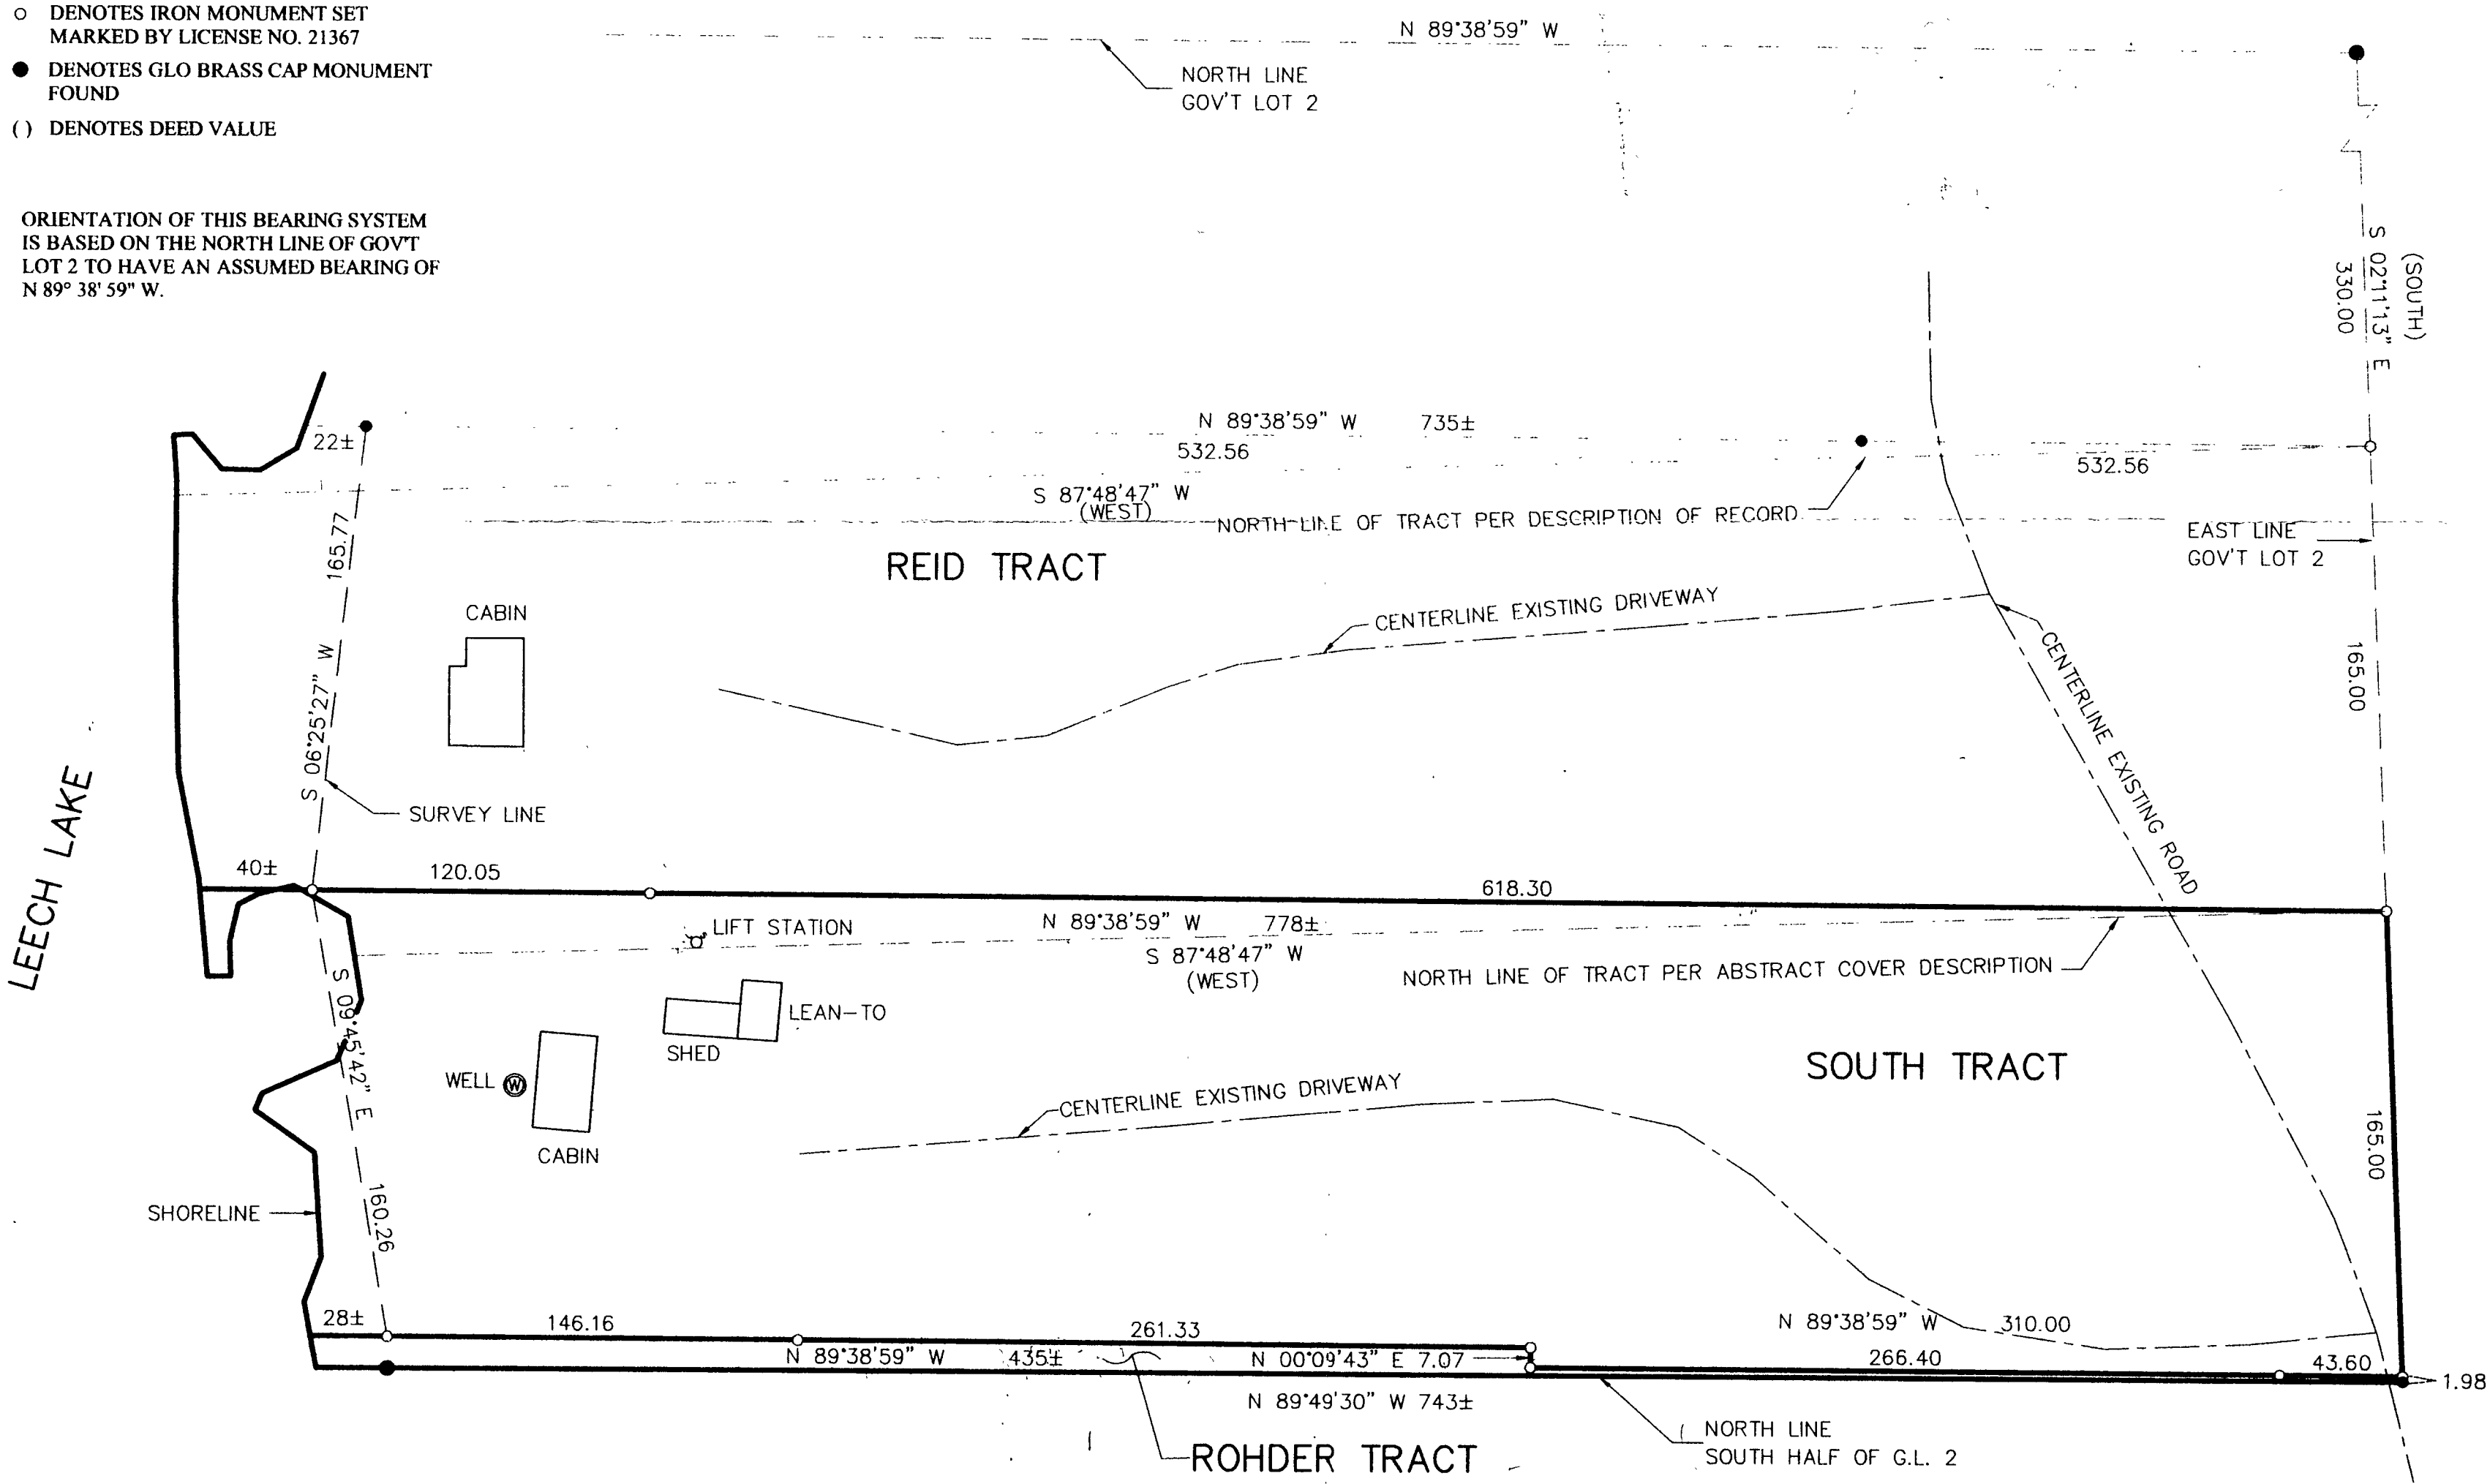 ○ DENOTES IRON MONUMENT SET
MARKED BY LICENSE NO. 21367
● DENOTES GLO BRASS CAP MONUMENT
FOUND
( ) DENOTES DEED VALUE
ORIENTATION OF THIS BEARING SYSTEM
IS BASED ON THE NORTH LINE OF GOV'T
LOT 2 TO HAVE AN ASSUMED BEARING OF
N 89° 38' 59" W.
N 89°38'59" W
NORTH LINE
GOV'T LOT 2
(SOUTH)
S 02°11'13" E
330.00
22±
N 89°38'59" W 735±
532.56
532.56
S 87°48'47" W
(WEST)
NORTH LINE OF TRACT PER DESCRIPTION OF RECORD
EAST LINE
GOV'T LOT 2
165.77
S 06°25'27" W
REID TRACT
CABIN
CENTERLINE EXISTING DRIVEWAY
CENTERLINE EXISTING ROAD
165.00
SURVEY LINE
LEECH LAKE
40±
120.05
618.30
LIFT STATION
N 89°38'59" W 778±
S 87°48'47" W
(WEST)
NORTH LINE OF TRACT PER ABSTRACT COVER DESCRIPTION
S 09°45'42" E
160.26
LEAN-TO
SHED
WELL W
CABIN
SOUTH TRACT
CENTERLINE EXISTING DRIVEWAY
165.00
SHORELINE
28±
146.16
261.33
N 89°38'59" W 310.00
N 89°38'59" W 435±
N 00°09'43" E 7.07
266.40
43.60
1.98
N 89°49'30" W 743±
NORTH LINE
SOUTH HALF OF G.L. 2
ROHDER TRACT